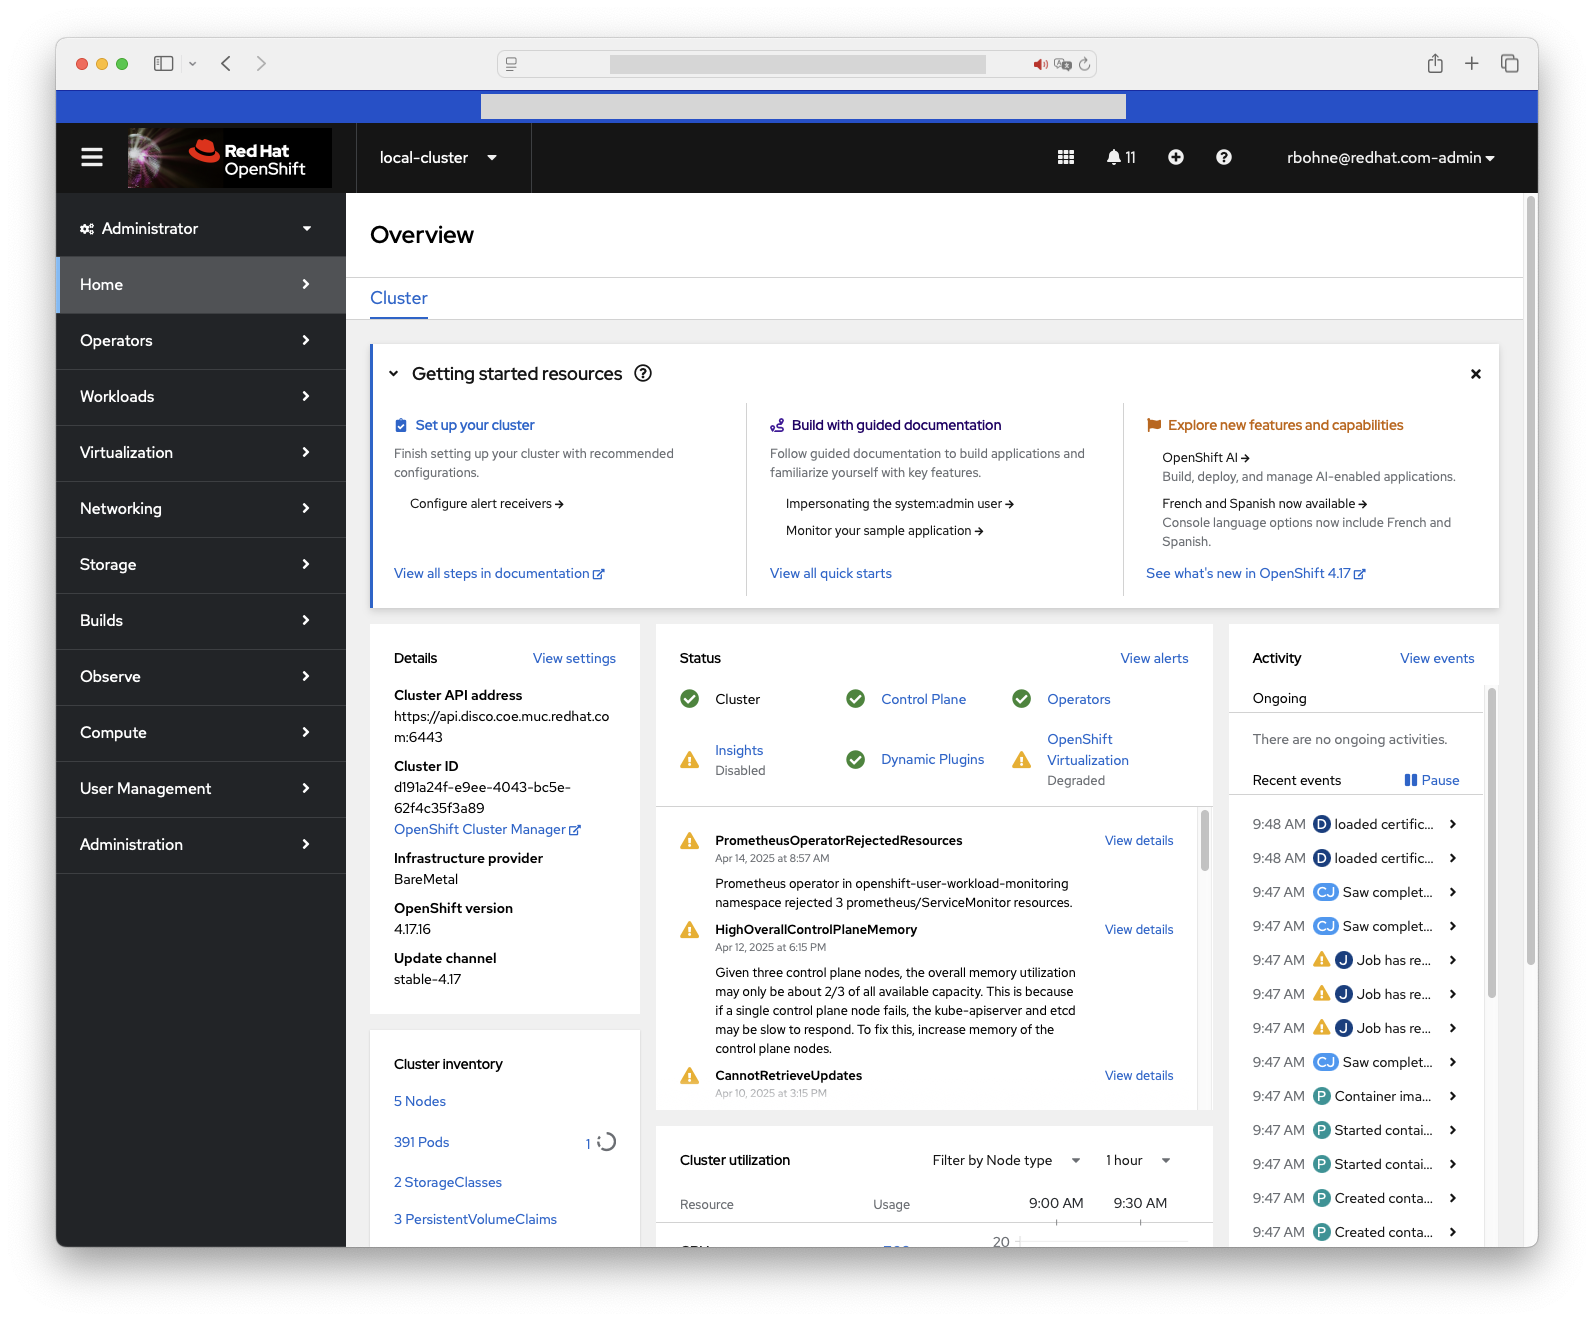 Red Hat
OpenShift
local-cluster
11
rbohne@redhat.com-admin
Administrator
Home
Operators
Workloads
Virtualization
Networking
Storage
Builds
Observe
Compute
User Management
Administration
Overview
Cluster
Getting started resources
Set up your cluster
Finish setting up your cluster with recommended
configurations.
Configure alert receivers
View all steps in documentation
Build with guided documentation
Follow guided documentation to build applications and
familiarize yourself with key features.
Impersonating the system:admin user
Monitor your sample application
View all quick starts
Explore new features and capabilities
OpenShift AI
Build, deploy, and manage AI-enabled applications.
French and Spanish now available
Console language options now include French and
Spanish.
See what's new in OpenShift 4.17
Details View settings
Cluster API address
https://api.disco.coe.muc.redhat.co
m:6443
Cluster ID
d191a24f-e9ee-4043-bc5e-
62f4c35f3a89
OpenShift Cluster Manager
Infrastructure provider
BareMetal
OpenShift version
4.17.16
Update channel
stable-4.17
Cluster inventory
5 Nodes
391 Pods 1
2 StorageClasses
3 PersistentVolumeClaims
Status View alerts
Cluster
Control Plane
Operators
Insights
Disabled
Dynamic Plugins
OpenShift
Virtualization
Degraded
PrometheusOperatorRejectedResources View details
Apr 14, 2025 at 8:57 AM
Prometheus operator in openshift-user-workload-monitoring
namespace rejected 3 prometheus/ServiceMonitor resources.
HighOverallControlPlaneMemory View details
Apr 12, 2025 at 6:15 PM
Given three control plane nodes, the overall memory utilization
may only be about 2/3 of all available capacity. This is because
if a single control plane node fails, the kube-apiserver and etcd
may be slow to respond. To fix this, increase memory of the
control plane nodes.
CannotRetrieveUpdates View details
Apr 10, 2025 at 3:15 PM
Cluster utilization Filter by Node type 1 hour
Resource Usage 9:00 AM 9:30 AM
20
Activity View events
Ongoing
There are no ongoing activities.
Recent events Pause
9:48 AM D loaded certific...
9:48 AM D loaded certific...
9:47 AM CJ Saw complet...
9:47 AM CJ Saw complet...
9:47 AM J Job has re...
9:47 AM J Job has re...
9:47 AM J Job has re...
9:47 AM CJ Saw complet...
9:47 AM P Container ima...
9:47 AM P Started contai...
9:47 AM P Started contai...
9:47 AM P Created conta...
9:47 AM P Created conta...